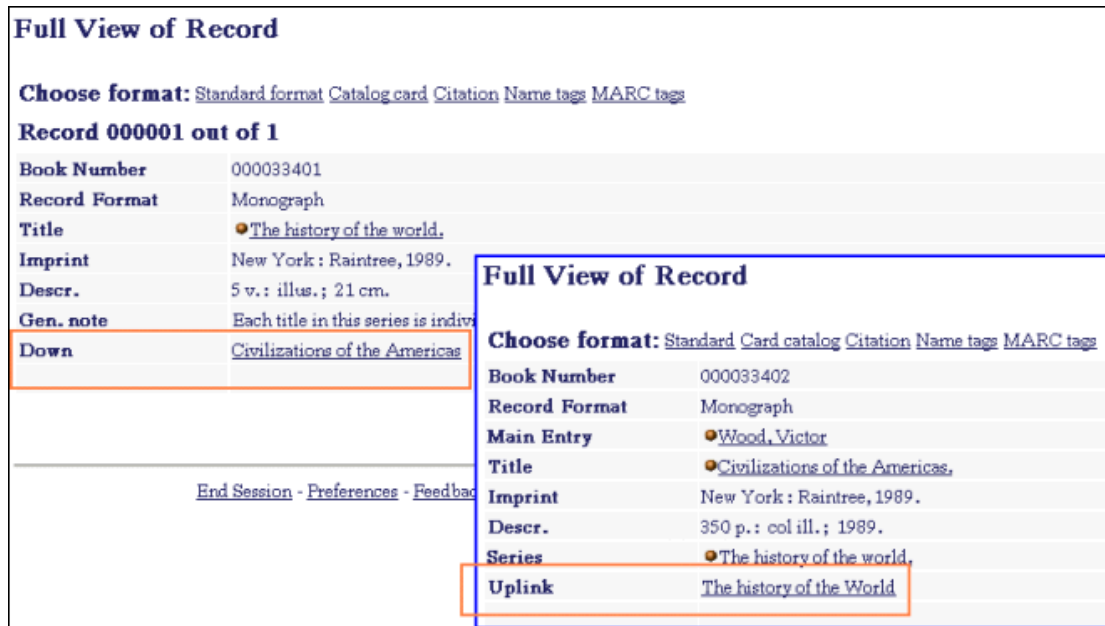 Full View of Record
Choose format: Standard format Catalog card Citation Name tags MARC tags
Record 000001 out of 1
Book Number 000033401
Record Format Monograph
Title The history of the world.
Imprint New York : Raintree, 1989.
Descr. 5 v.: illus.; 21 cm.
Gen. note Each title in this series is
Down Civilizations of the Americas
End Session - Preferences -
Full View of Record
Choose format: Standard Card catalog Citation Name tags MARC tags
Book Number 000033402
Record Format Monograph
Main Entry Wood, Victor
Title Civilizations of the Americas.
Imprint New York : Raintree, 1989.
Descr. 350 p.: col ill.; 1989.
Series The history of the world.
Uplink The history of the World